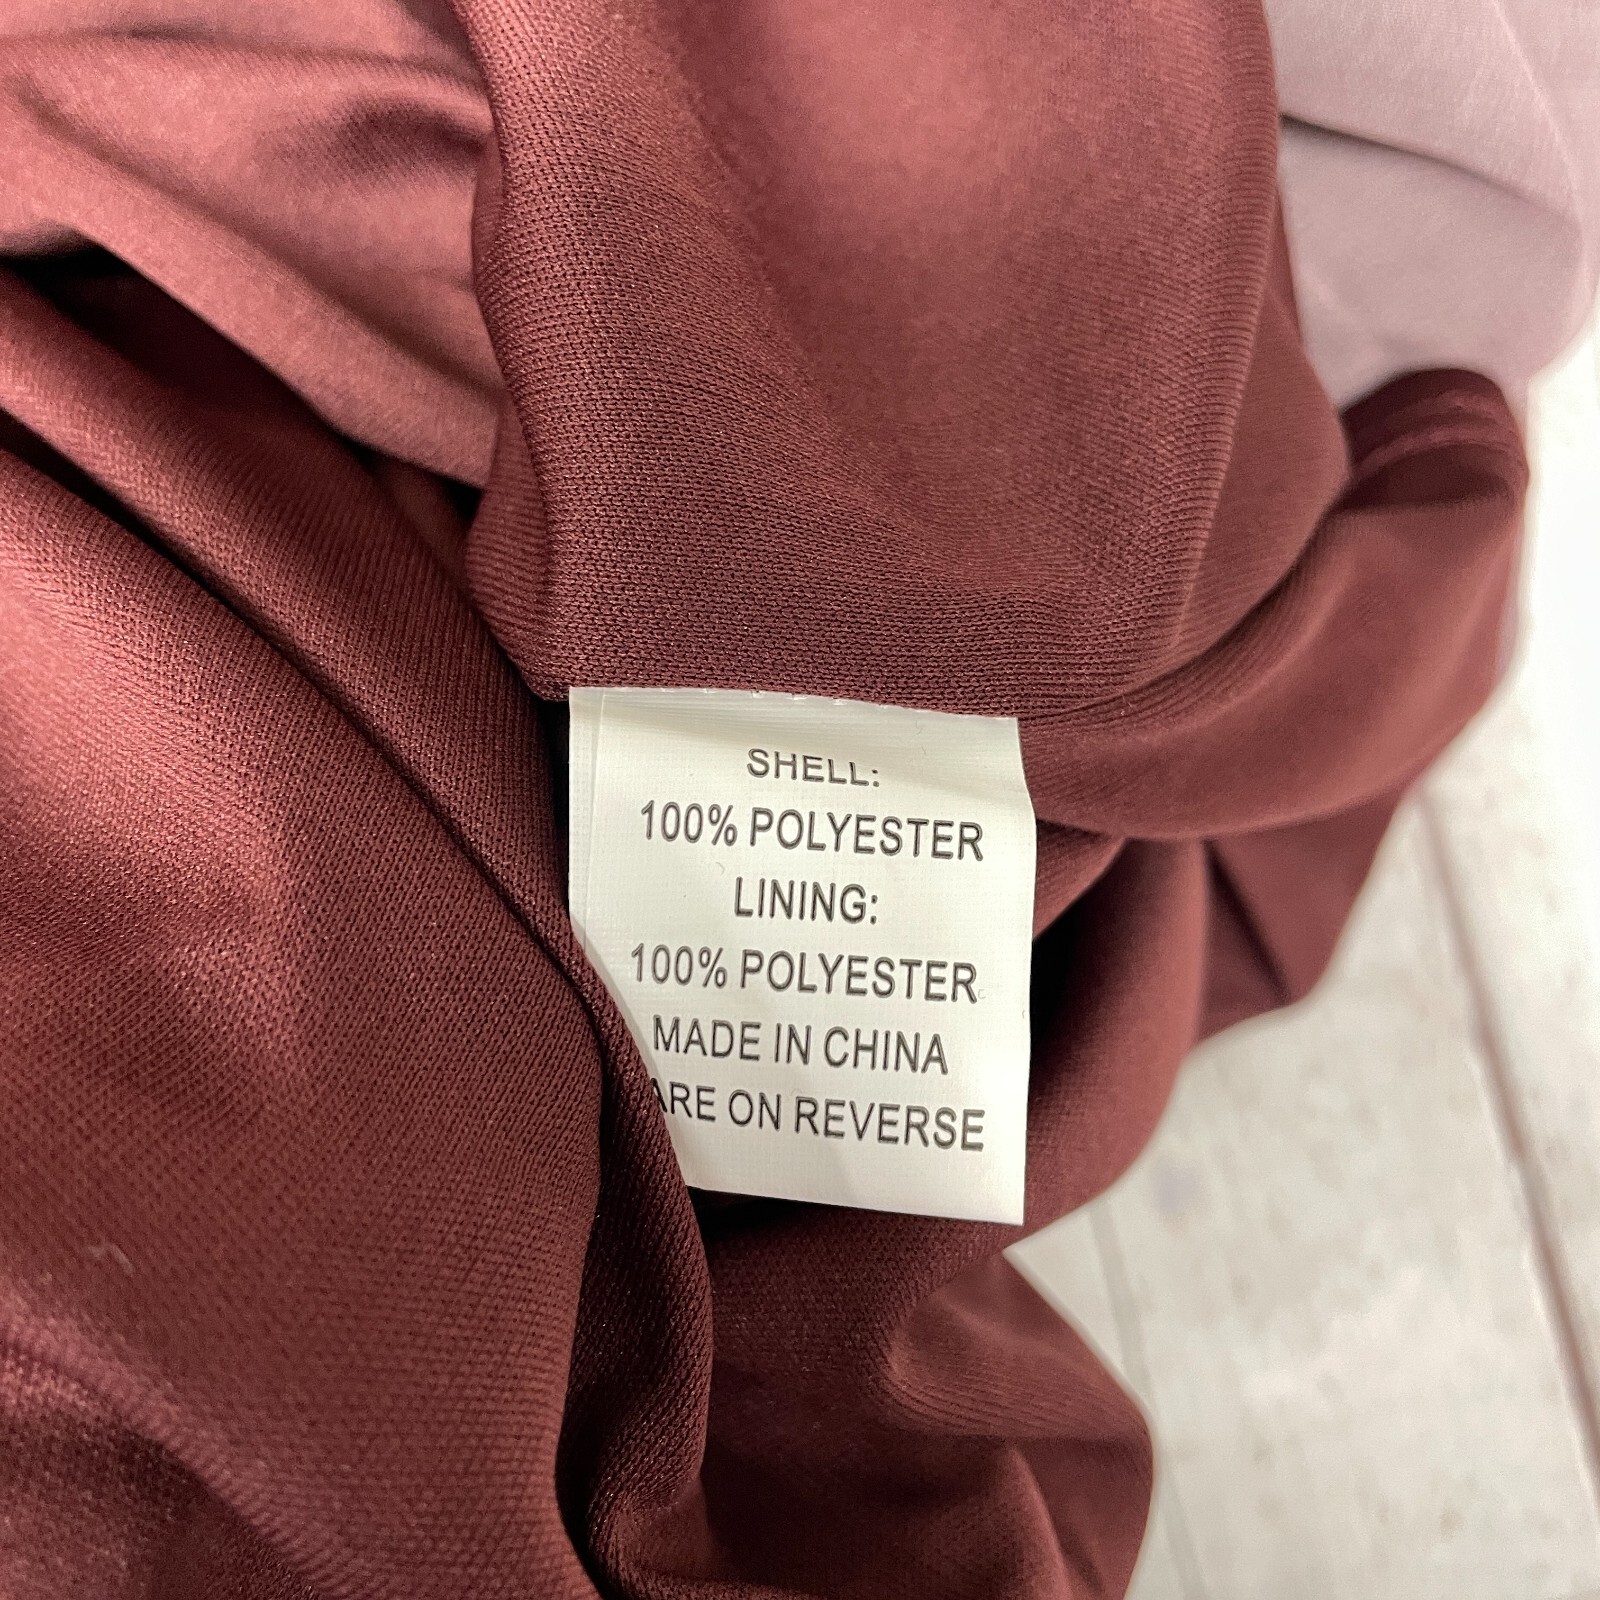 SHELL:
100% POLYESTER
LINING:
100% POLYESTER
MADE IN CHINA
ARE ON REVERSE